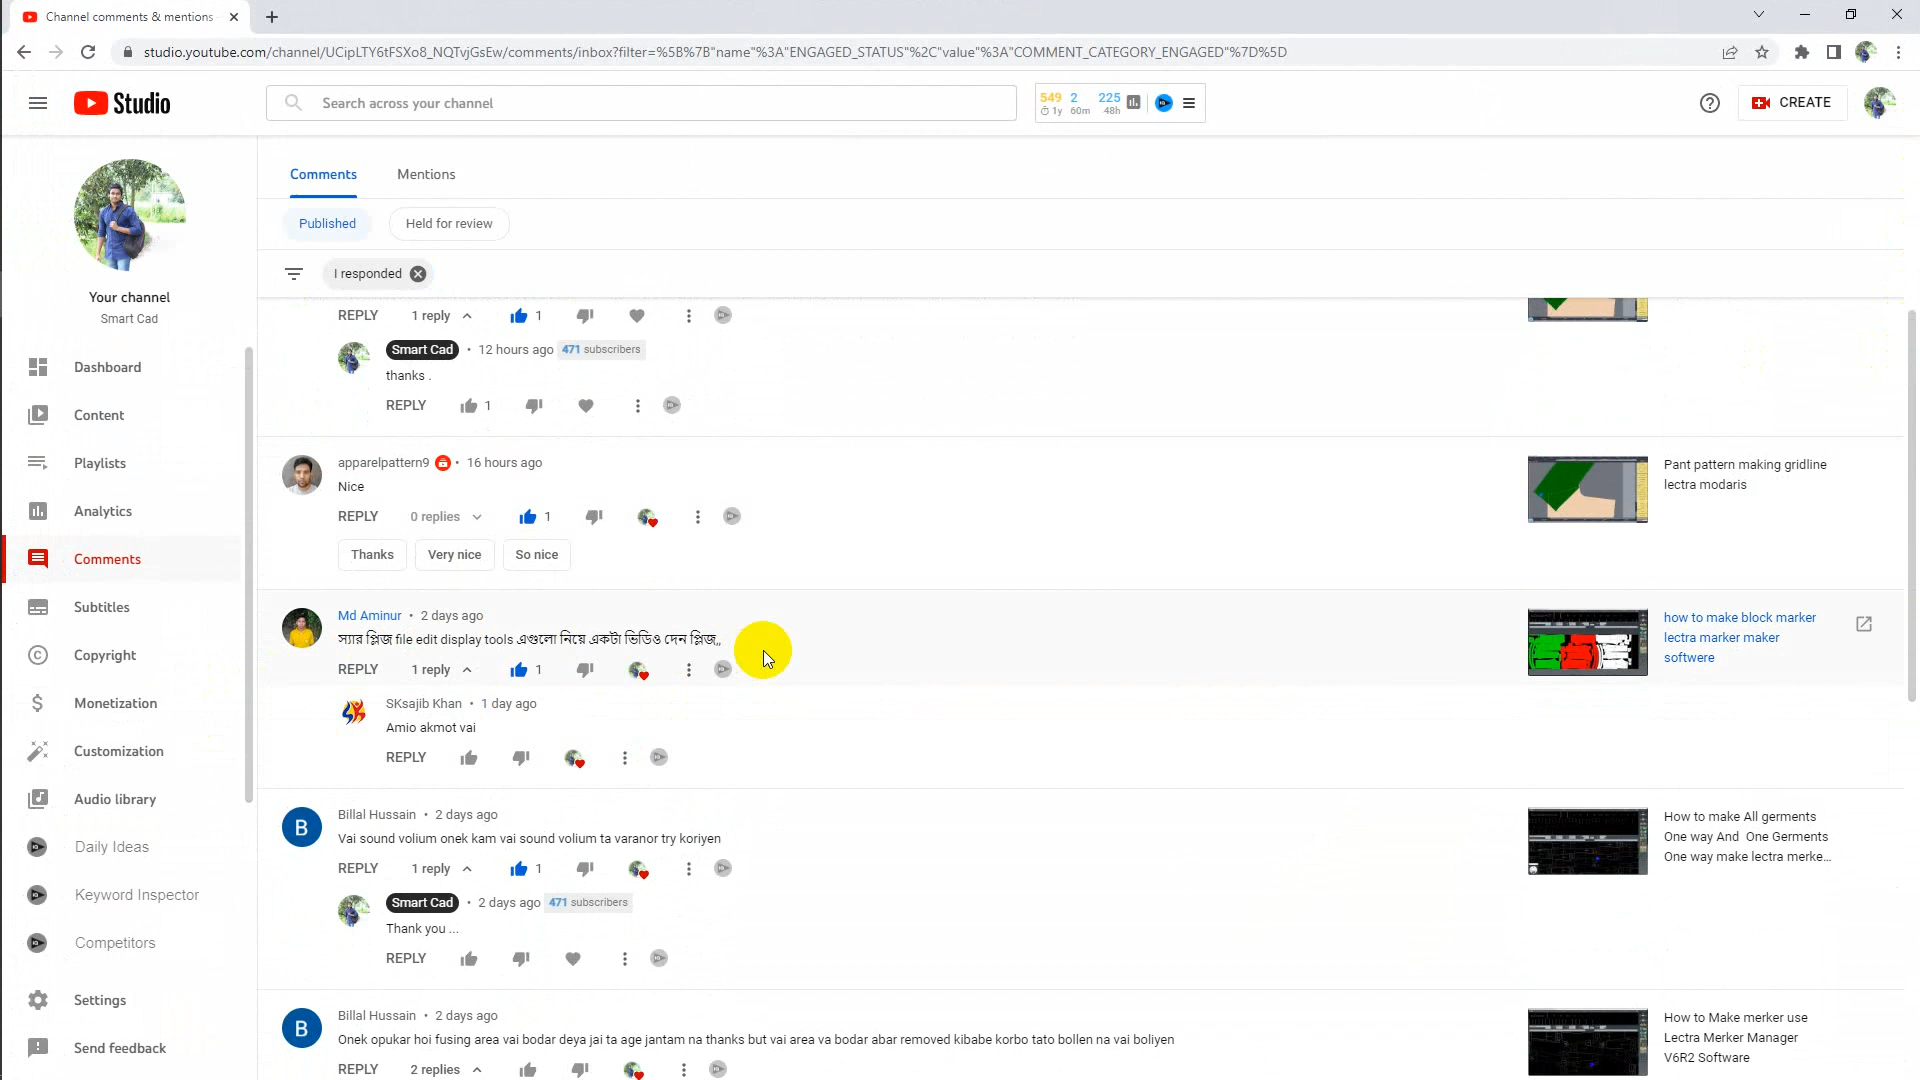 Channel comments & mentions
studio.youtube.com/channel/UCipLTY6tFSXo8_NQTvjGsEw/comments/inbox?filter=%5B%7B"name"%3A"ENGAGED_STATUS"%2C"value"%3A"COMMENT_CATEGORY_ENGAGED"%7D%5D
Studio
Search across your channel
549 2 225
1y 60m 48h
CREATE
Your channel
Smart Cad
Dashboard
Content
Playlists
Analytics
Comments
Subtitles
Copyright
Monetization
Customization
Audio library
Daily Ideas
Keyword Inspector
Competitors
Settings
Send feedback
Comments Mentions
Published Held for review
I responded
REPLY 1 reply 1
Smart Cad • 12 hours ago 471 subscribers
thanks .
REPLY 1
apparelpattern9 • 16 hours ago
Nice
REPLY 0 replies 1
Thanks Very nice So nice
Pant pattern making gridline
lectra modaris
Md Aminur • 2 days ago
স্যার প্লিজ file edit display tools এগুলো নিয়ে একটা ভিডিও দেন প্লিজ,,
REPLY 1 reply 1
how to make block marker
lectra marker maker
softwere
SKsajib Khan • 1 day ago
Amio akmot vai
REPLY
B
Billal Hussain • 2 days ago
Vai sound volium onek kam vai sound volium ta varanor try koriyen
REPLY 1 reply 1
How to make All germents
One way And One Germents
One way make lectra merke...
Smart Cad • 2 days ago 471 subscribers
Thank you ...
REPLY
B
Billal Hussain • 2 days ago
Onek opukar hoi fusing area vai bodar deya jai ta age jantam na thanks but vai area va bodar abar removed kibabe korbo tato bollen na vai boliyen
REPLY 2 replies
How to Make merker use
Lectra Merker Manager
V6R2 Software